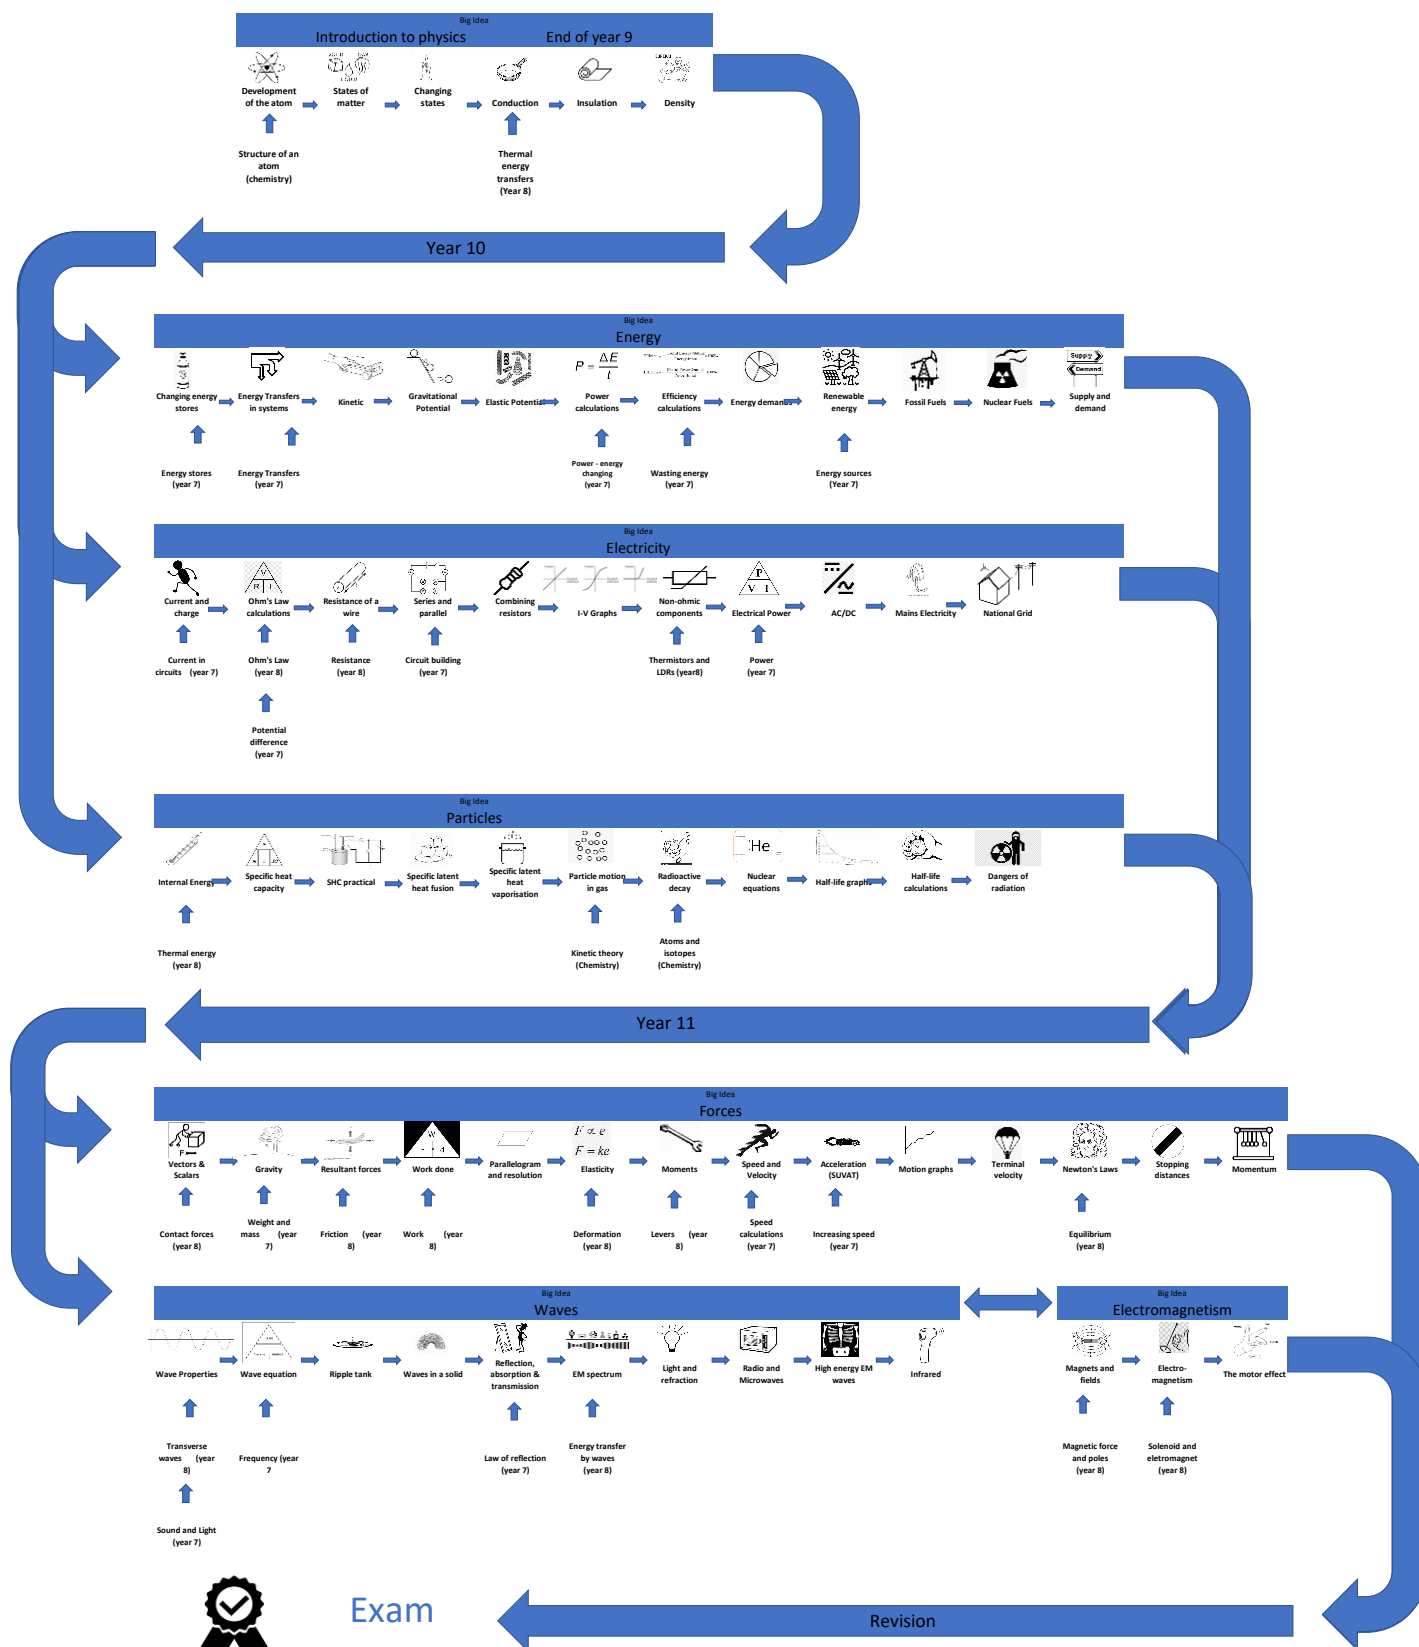 Big Idea
Introduction to physics End of year 9
Development
of the atom
States of
matter
Changing
states
Conduction
Insulation
Density
Structure of an
atom
(chemistry)
Thermal
energy
transfers
(Year 8)
Year 10
Big Idea
Energy
P = ΔE
t
Supply
Demand
Changing energy
stores
Energy Transfers
in systems
Kinetic
Gravitational
Potential
Elastic Potential
Power
calculations
Efficiency
calculations
Energy demands
Renewable
energy
Fossil Fuels
Nuclear Fuels
Supply and
demand
Energy stores
(year 7)
Energy Transfers
(year 7)
Power - energy
changing
(year 7)
Wasting energy
(year 7)
Energy sources
(Year 7)
Big Idea
Electricity
V
R I
P
V I
Current and
charge
Ohm's Law
calculations
Resistance of a
wire
Series and
parallel
Combining
resistors
I-V Graphs
Non-ohmic
components
Electrical Power
AC/DC
Mains Electricity
National Grid
Current in
circuits (year 7)
Ohm's Law
(year 8)
Resistance
(year 8)
Circuit building
(year 7)
Thermistors and
LDRs (year8)
Power
(year 7)
Potential
difference
(year 7)
Big Idea
Particles
He
Internal Energy
Specific heat
capacity
SHC practical
Specific latent
heat fusion
Specific latent
heat
vaporisation
Particle motion
in gas
Radioactive
decay
Nuclear
equations
Half-life graphs
Half-life
calculations
Dangers of
radiation
Thermal energy
(year 8)
Kinetic theory
(Chemistry)
Atoms and
isotopes
(Chemistry)
Year 11
Big Idea
Forces
F
W
d
F ∝ e
F = ke
Vectors &
Scalars
Gravity
Resultant forces
Work done
Parallelogram
and resolution
Elasticity
Moments
Speed and
Velocity
Acceleration
(SUVAT)
Motion graphs
Terminal
velocity
Newton's Laws
Stopping
distances
Momentum
Contact forces
(year 8)
Weight and
mass (year
7)
Friction (year
8)
Work (year
8)
Deformation
(year 8)
Levers (year
8)
Speed
calculations
(year 7)
Increasing speed
(year 7)
Equilibrium
(year 8)
Big Idea
Waves
Big Idea
Electromagnetism
Wave Properties
Wave equation
Ripple tank
Waves in a solid
Reflection,
absorption &
transmission
EM spectrum
Light and
refraction
Radio and
Microwaves
High energy EM
waves
Infrared
Magnets and
fields
Electro-
magnetism
The motor effect
Transverse
waves (year
8)
Frequency (year
7
Law of reflection
(year 7)
Energy transfer
by waves
(year 8)
Magnetic force
and poles
(year 8)
Solenoid and
eletromagnet
(year 8)
Sound and Light
(year 7)
Exam
Revision